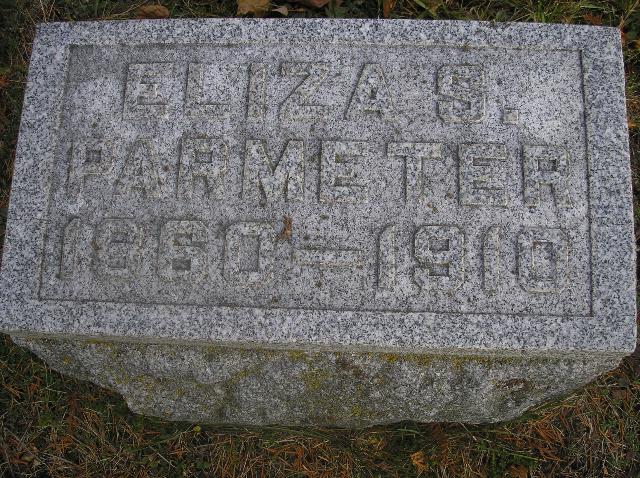 ELIZA S.
PARMETER
1860=1910